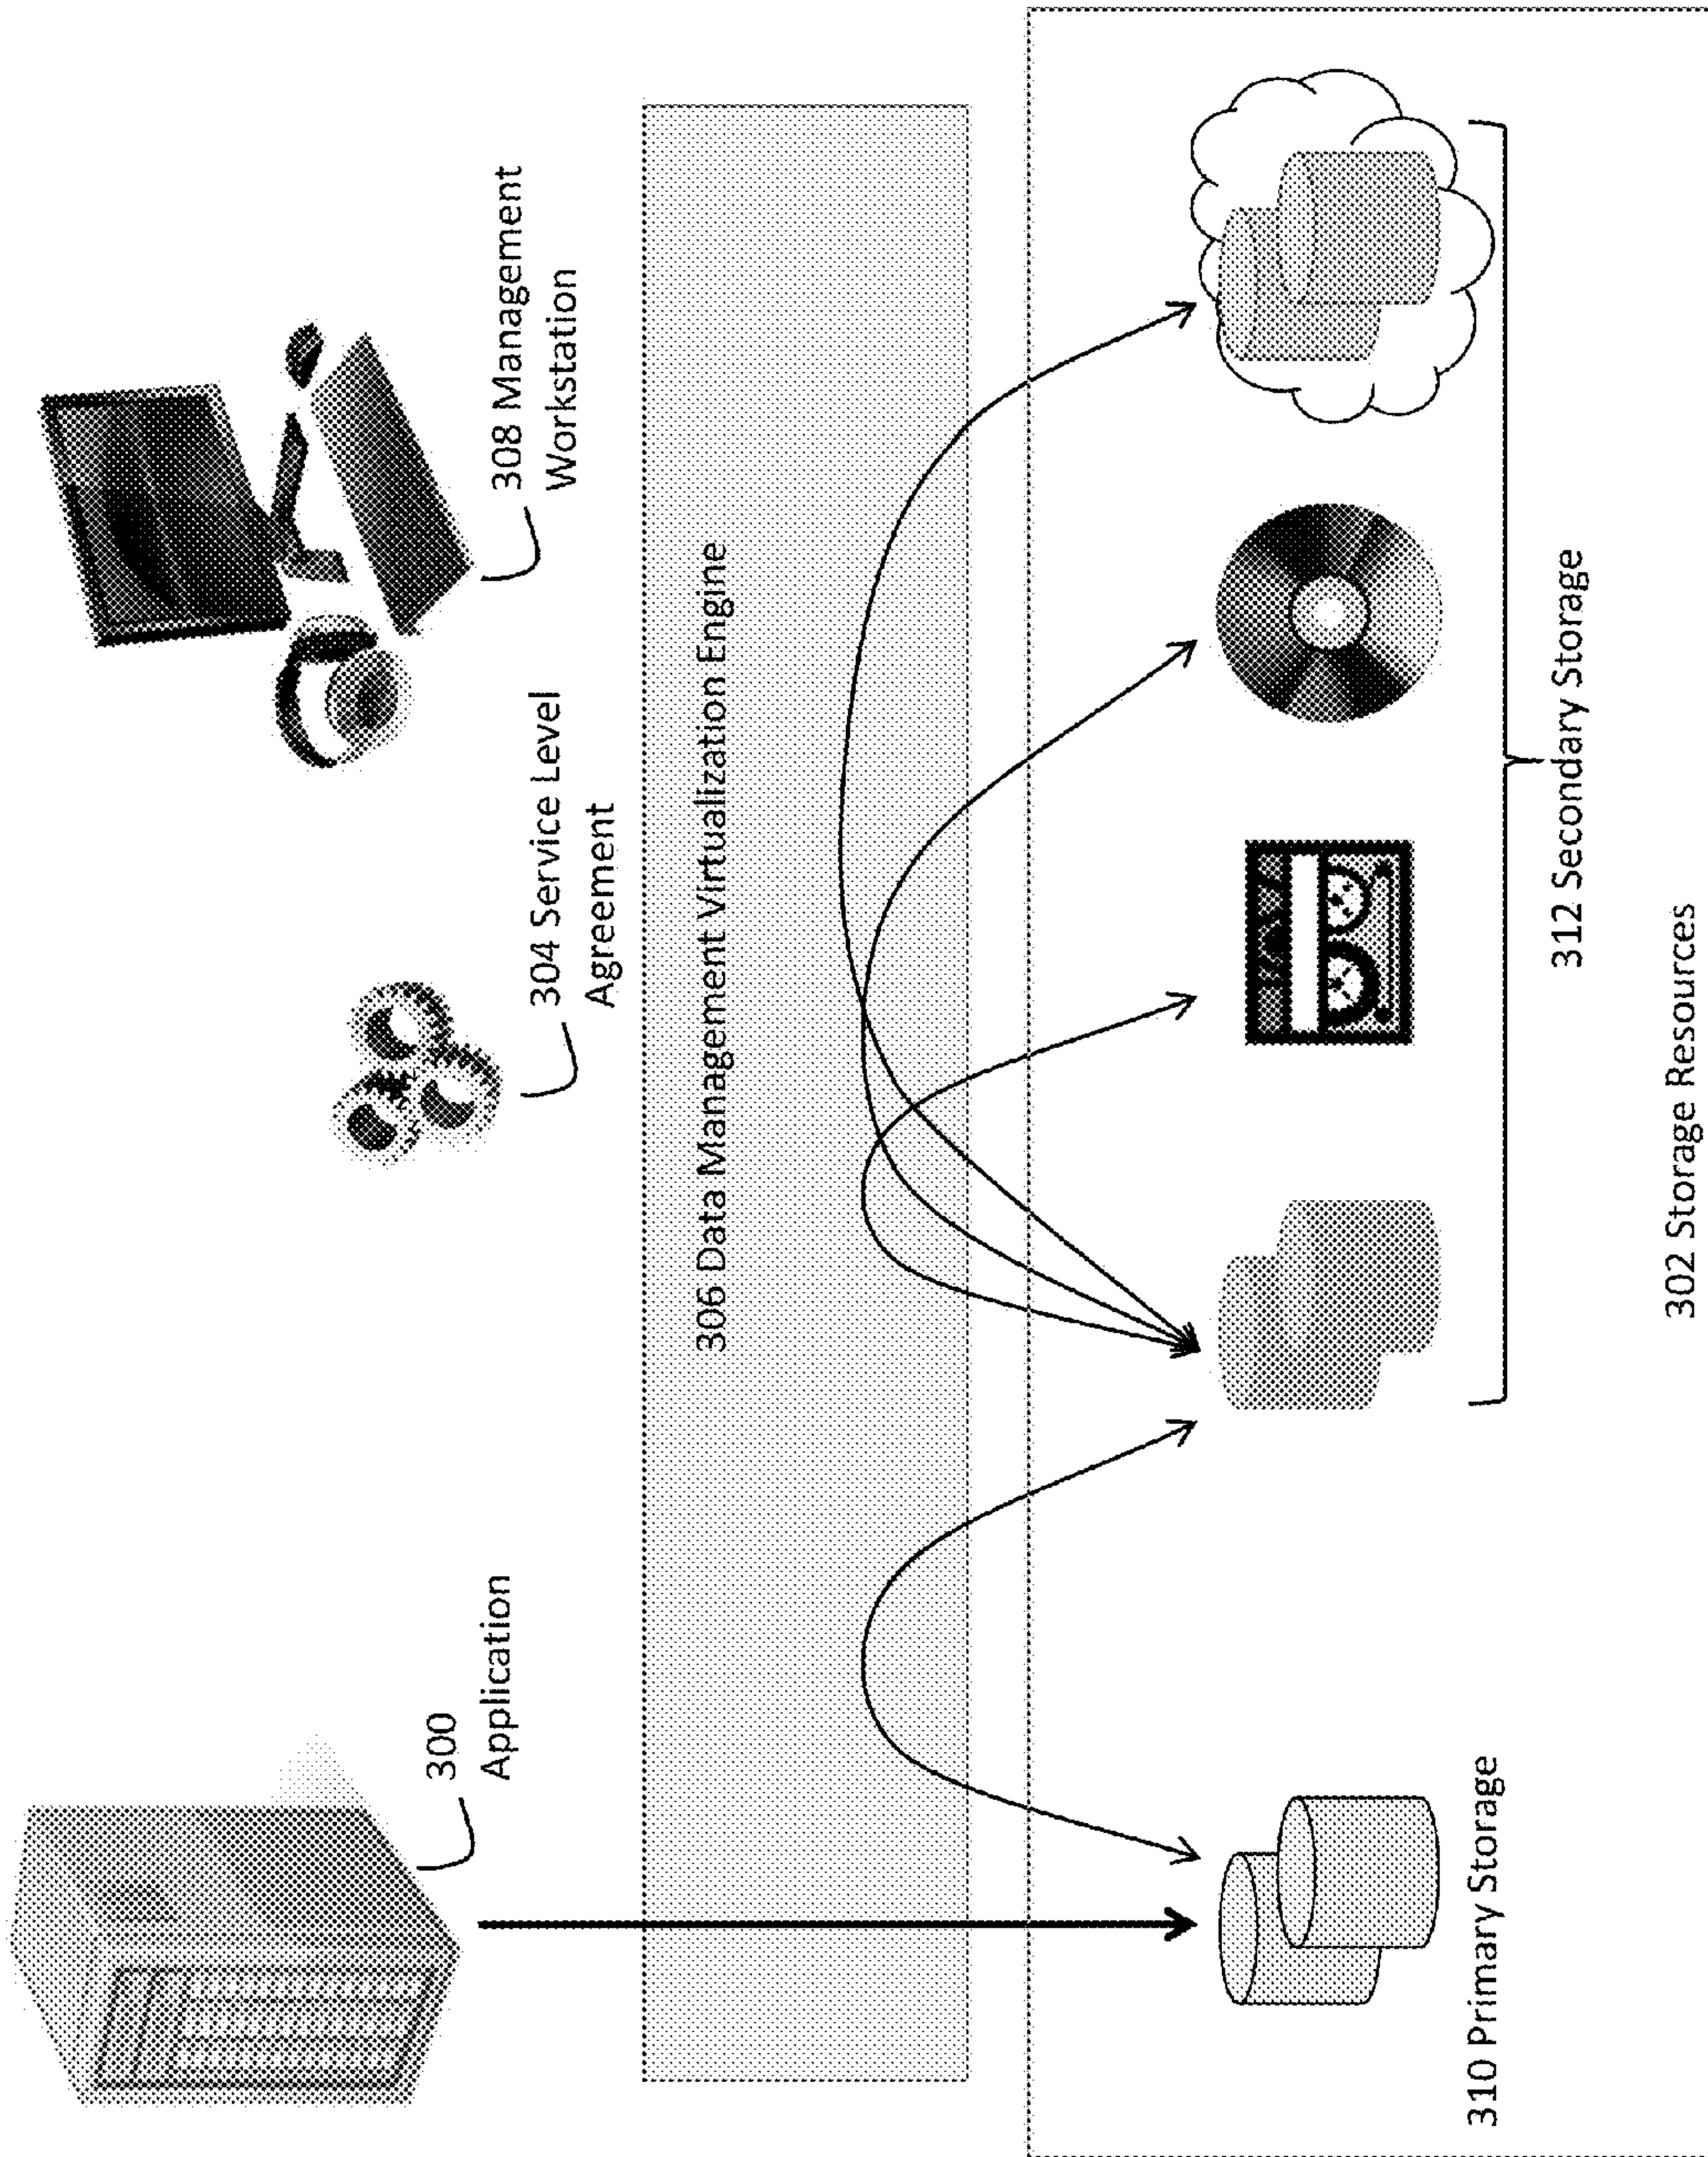 300
Application
304 Service Level
Agreement
308 Management
Workstation
306 Data Management Virtualization Engine
310 Primary Storage
312 Secondary Storage
302 Storage Resources